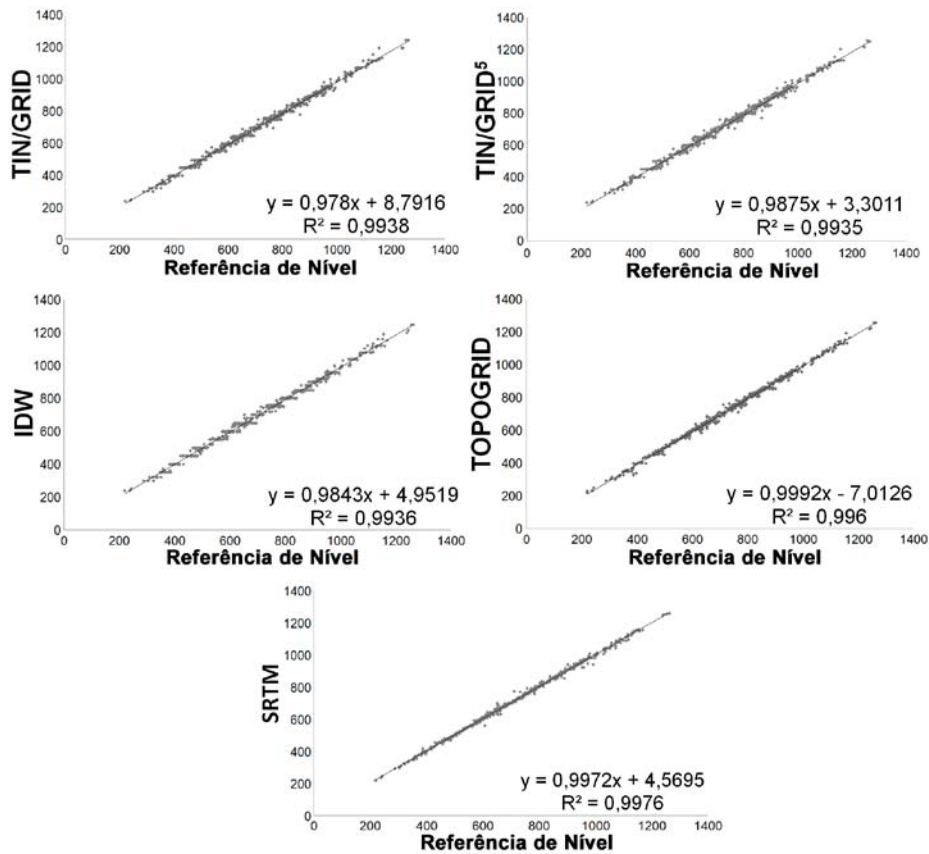 TIN/GRID
1400
1200
1000
800
600
400
200
0
y = 0,978x + 8,7916
R² = 0,9938
0 200 400 600 800 1000 1200 1400
Referência de Nível
TIN/GRID⁵
1400
1200
1000
800
600
400
200
0
y = 0,9875x + 3,3011
R² = 0,9935
0 200 400 600 800 1000 1200 1400
Referência de Nível
IDW
1400
1200
1000
800
600
400
200
0
y = 0,9843x + 4,9519
R² = 0,9936
0 200 400 600 800 1000 1200 1400
Referência de Nível
TOPOGRID
1400
1200
1000
800
600
400
200
0
y = 0,9992x - 7,0126
R² = 0,996
0 200 400 600 800 1000 1200 1400
Referência de Nível
SRTM
1400
1200
1000
800
600
400
200
0
y = 0,9972x + 4,5695
R² = 0,9976
0 200 400 600 800 1000 1200 1400
Referência de Nível